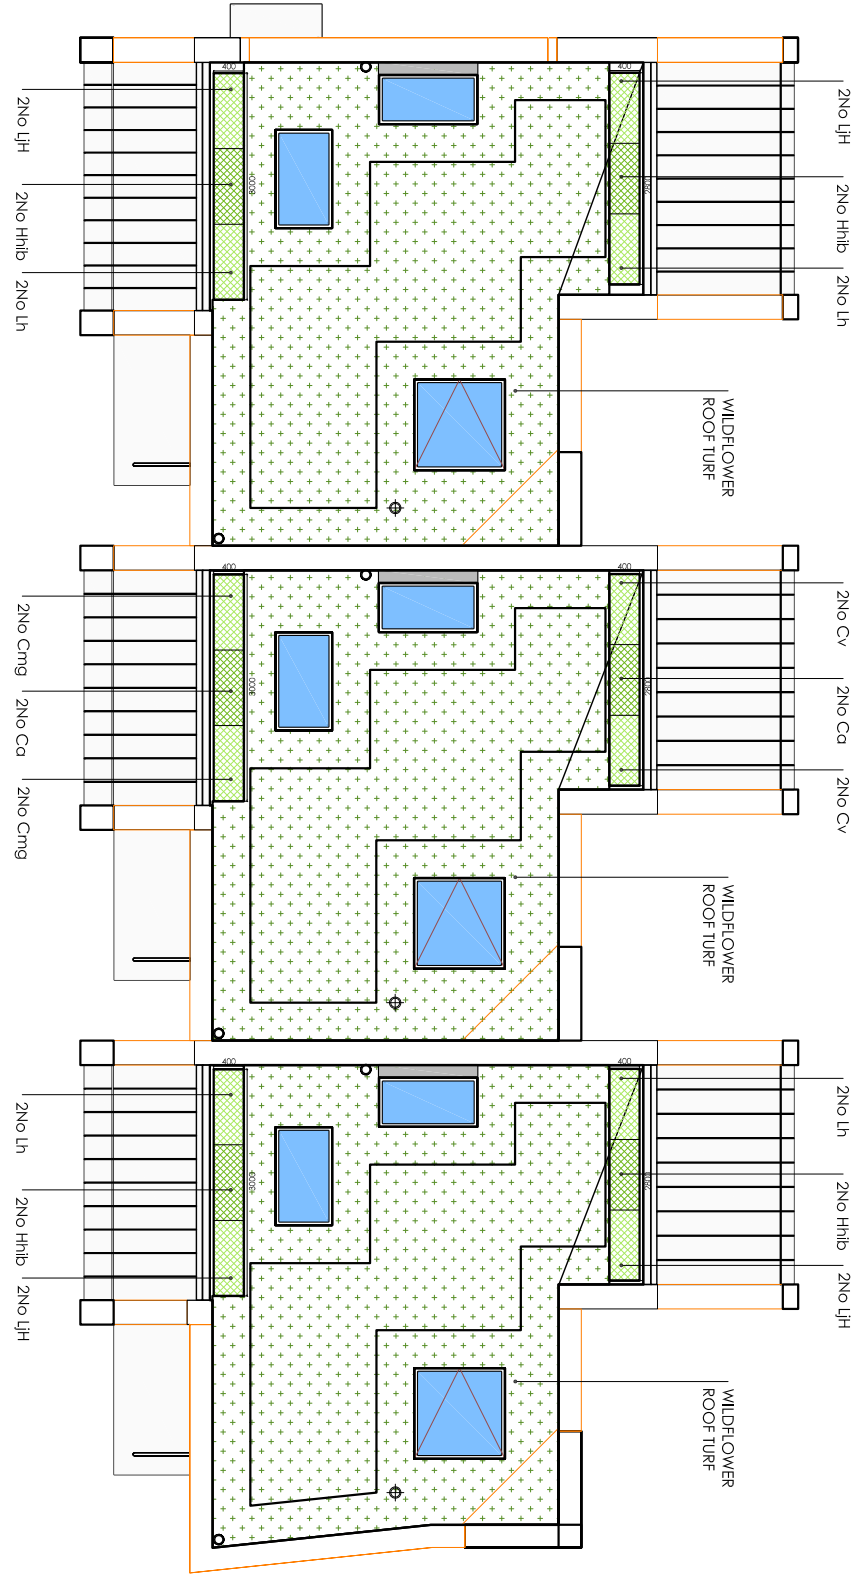 2No LjH
2No Hhib
2No Lh
400
3000
400
2800
2No LjH
2No Hhib
2No Lh
WILDFLOWER
ROOF TURF
2No Cmg
2No Ca
2No Cmg
400
3000
400
2800
2No Cv
2No Ca
2No Cv
WILDFLOWER
ROOF TURF
2No Lh
2No Hhib
2No LjH
400
3000
400
2800
2No Lh
2No Hhib
2No LjH
WILDFLOWER
ROOF TURF